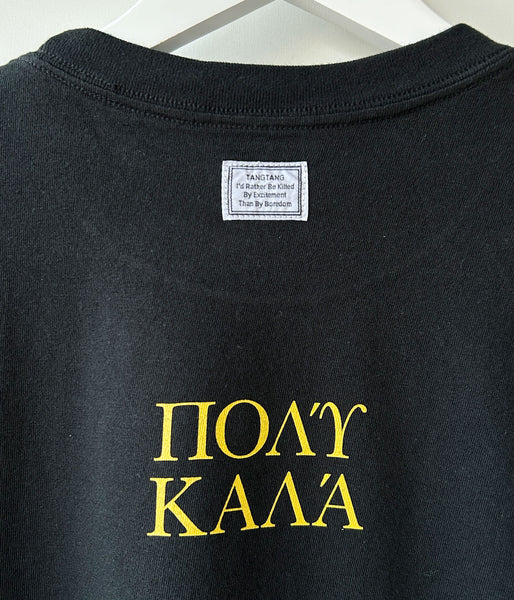 TANGTANG
I'd Rather Be Killed
By Excitement
Than By Boredom
ΠΟΛΎ
ΚΑΛΆ